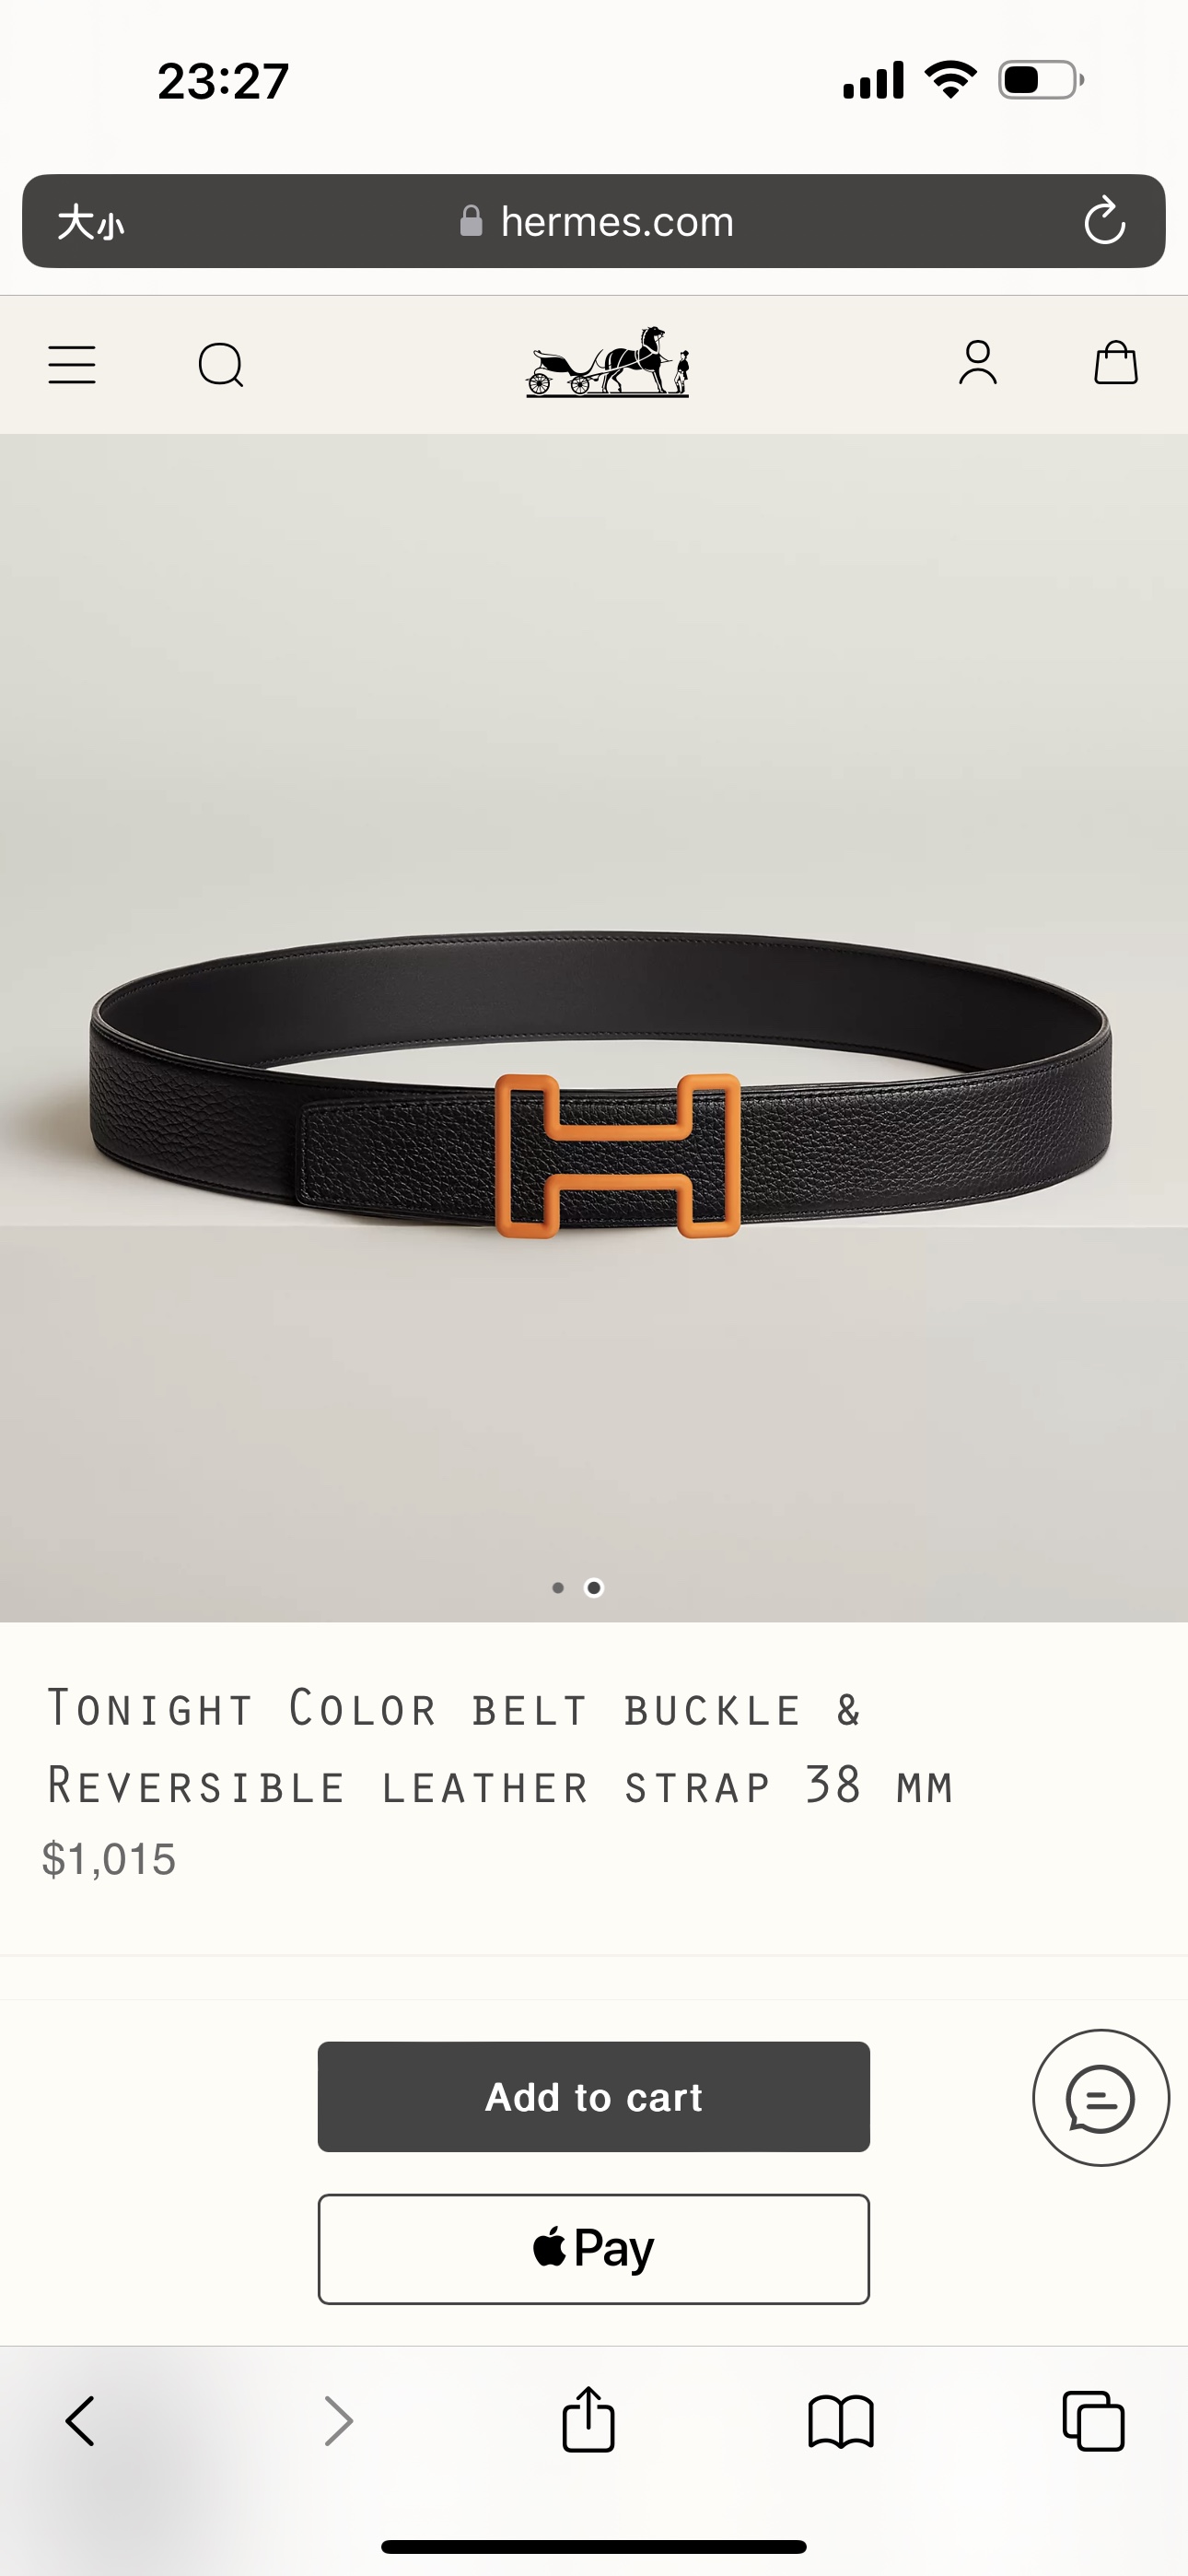 23:27
大小 hermes.com
Tonight Color belt buckle &
Reversible leather strap 38 mm
$1,015
Add to cart
Pay